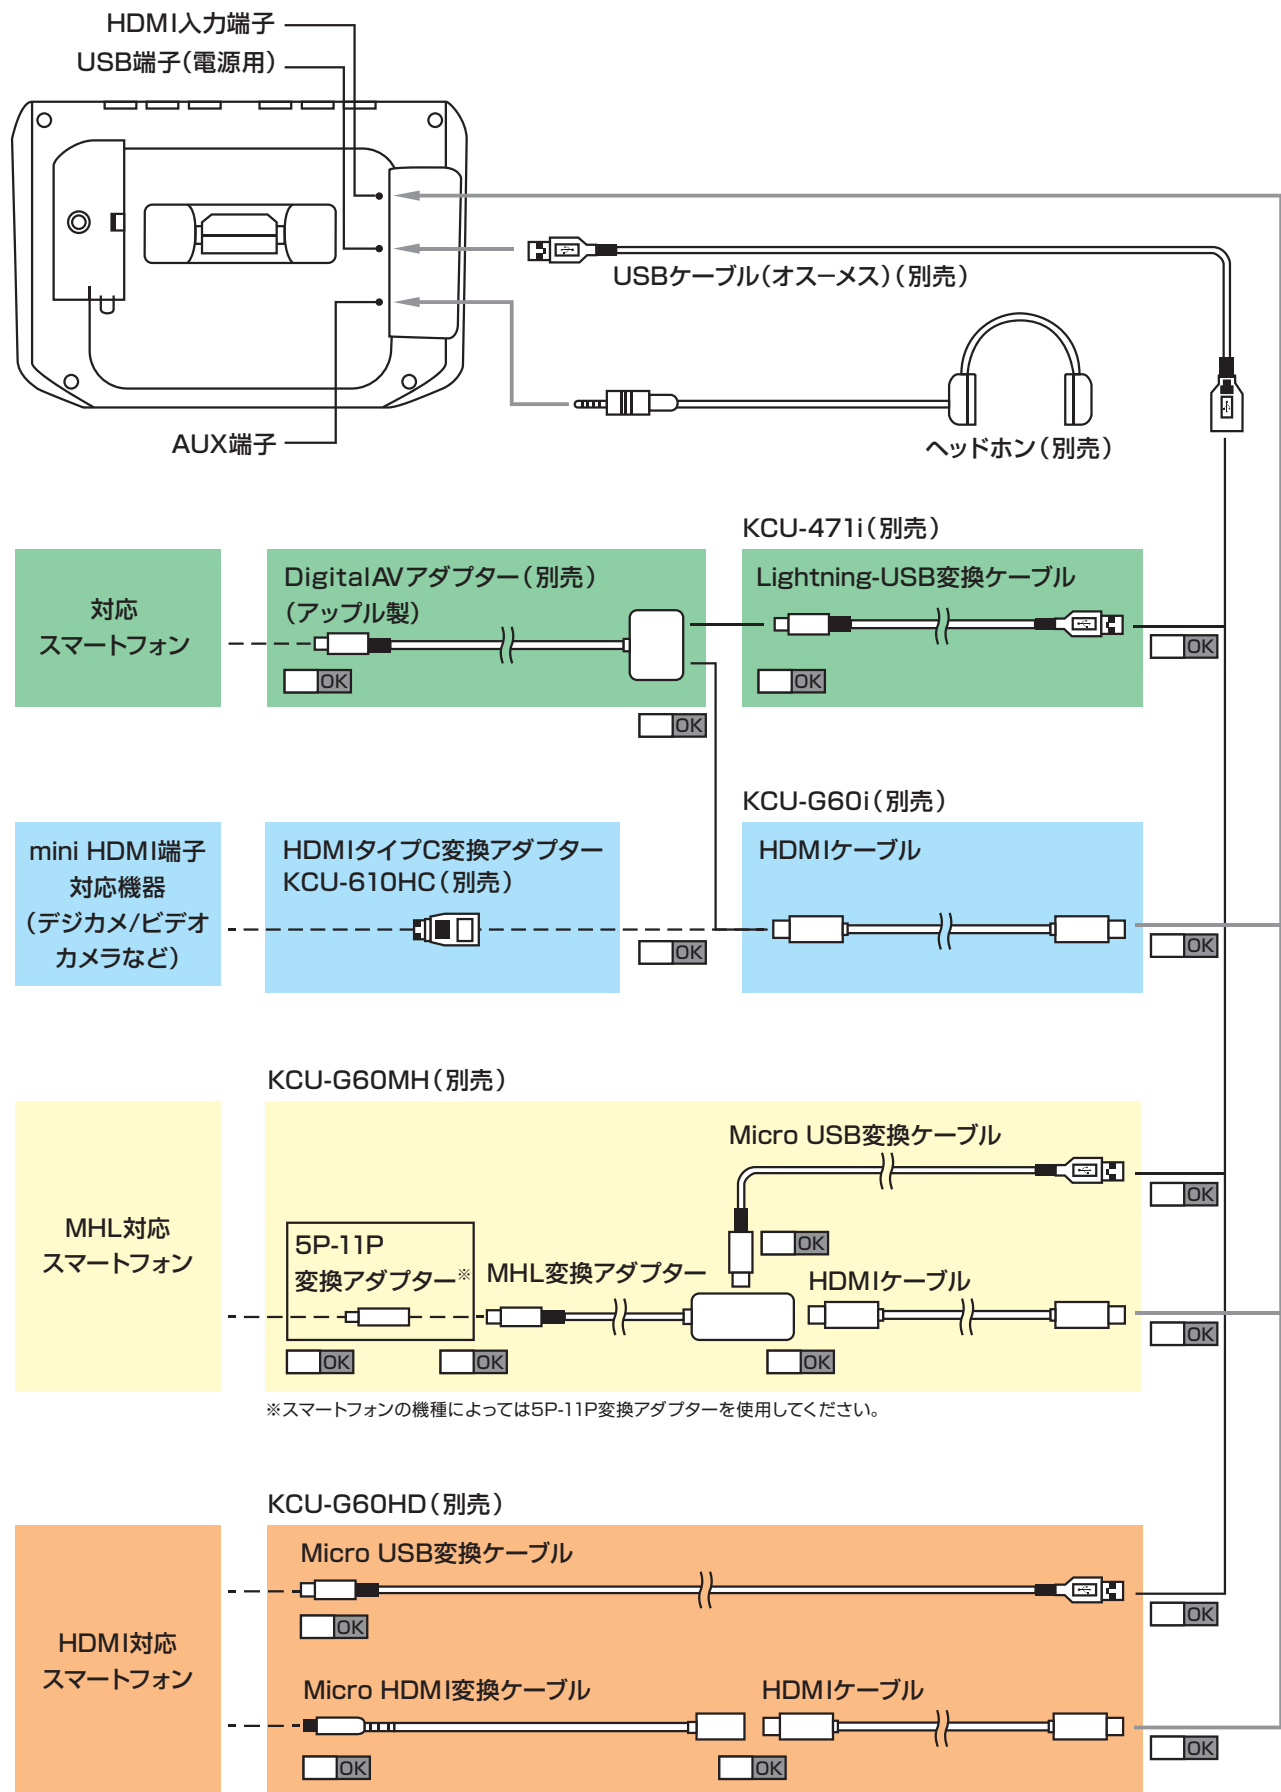 HDMI入力端子
USB端子(電源用)
USBケーブル(オス−メス)(別売)
AUX端子
ヘッドホン(別売)
KCU-471i(別売)
対応
スマートフォン
DigitalAVアダプター(別売)
(アップル製)
OK
OK
Lightning-USB変換ケーブル
OK
OK
KCU-G60i(別売)
mini HDMI端子
対応機器
(デジカメ/ビデオ
カメラなど)
HDMIタイプC変換アダプター
KCU-610HC(別売)
OK
HDMIケーブル
OK
KCU-G60MH(別売)
MHL対応
スマートフォン
Micro USB変換ケーブル
OK
OK
5P-11P
変換アダプター※
MHL変換アダプター
HDMIケーブル
OK
OK
OK
OK
※スマートフォンの機種によっては5P-11P変換アダプターを使用してください。
KCU-G60HD(別売)
HDMI対応
スマートフォン
Micro USB変換ケーブル
OK
OK
Micro HDMI変換ケーブル
HDMIケーブル
OK
OK
OK